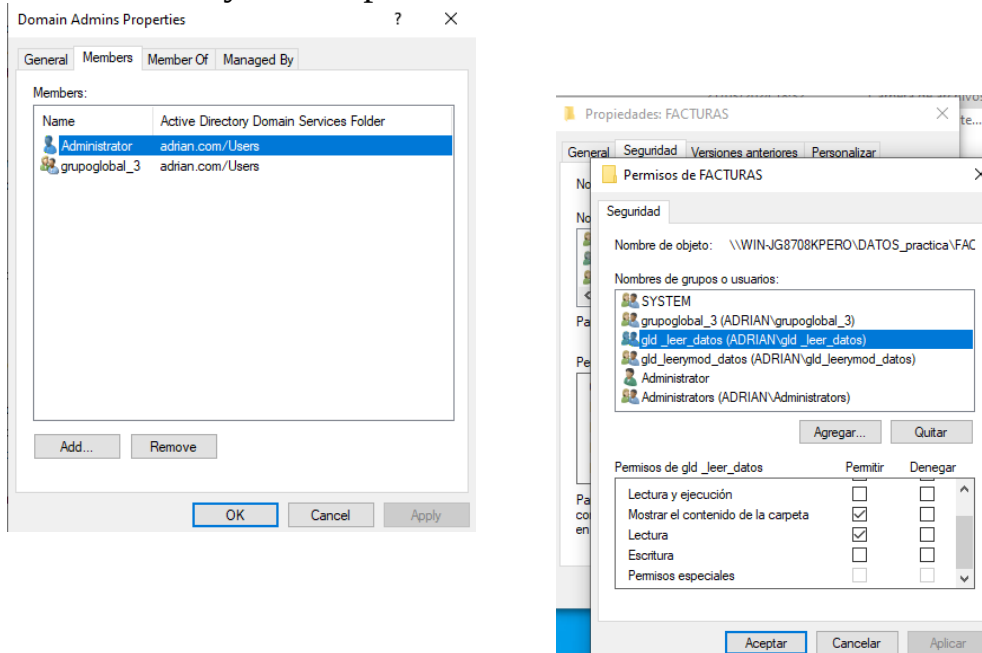 Domain Admins Properties ? ×
General Members Member Of Managed By
Members:
Name Active Directory Domain Services Folder
Administrator adrian.com/Users
grupoglobal_3 adrian.com/Users
Add... Remove
OK Cancel Apply
Propiedades: FACTURAS ×
General Seguridad Versiones anteriores Personalizar
Permisos de FACTURAS
Seguridad
Nombre de objeto: \\WIN-JG8708KPERO\DATOS_practica\FAC
Nombres de grupos o usuarios:
SYSTEM
grupoglobal_3 (ADRIAN\grupoglobal_3)
gld _leer_datos (ADRIAN\gld _leer_datos)
gld_leerymod_datos (ADRIAN\gld_leerymod_datos)
Administrator
Administrators (ADRIAN\Administrators)
Agregar... Quitar
Permisos de gld _leer_datos Permitir Denegar
Lectura y ejecución
Mostrar el contenido de la carpeta
Lectura
Escritura
Permisos especiales
Aceptar Cancelar Aplicar